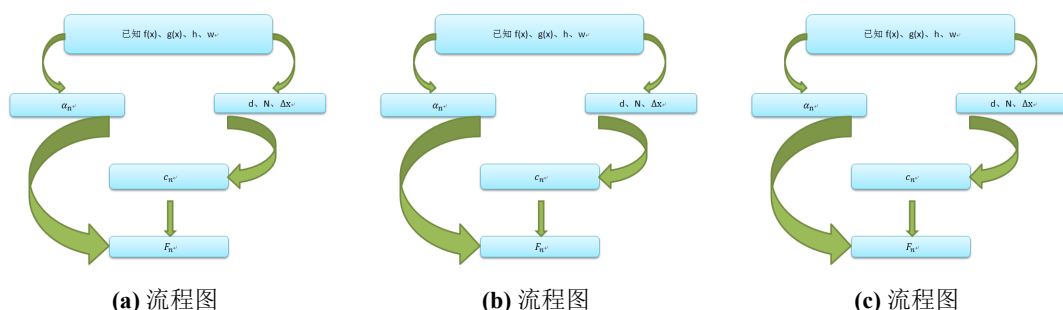 已知 f(x)、g(x)、h、w
αₙ
d、N、Δx
cₙ
Fₙ
(a) 流程图
已知 f(x)、g(x)、h、w
αₙ
d、N、Δx
cₙ
Fₙ
(b) 流程图
已知 f(x)、g(x)、h、w
αₙ
d、N、Δx
cₙ
Fₙ
(c) 流程图